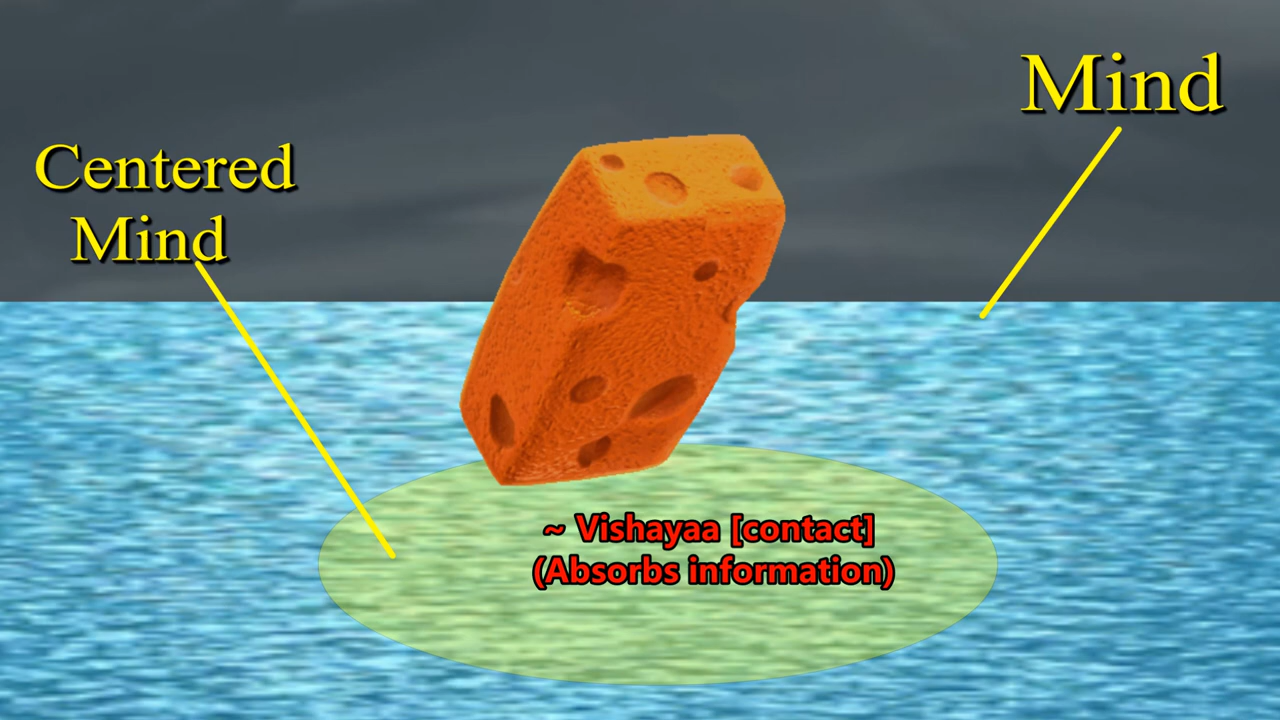 Mind
Centered
Mind
~ Vishayaa [contact]
(Absorbs information)